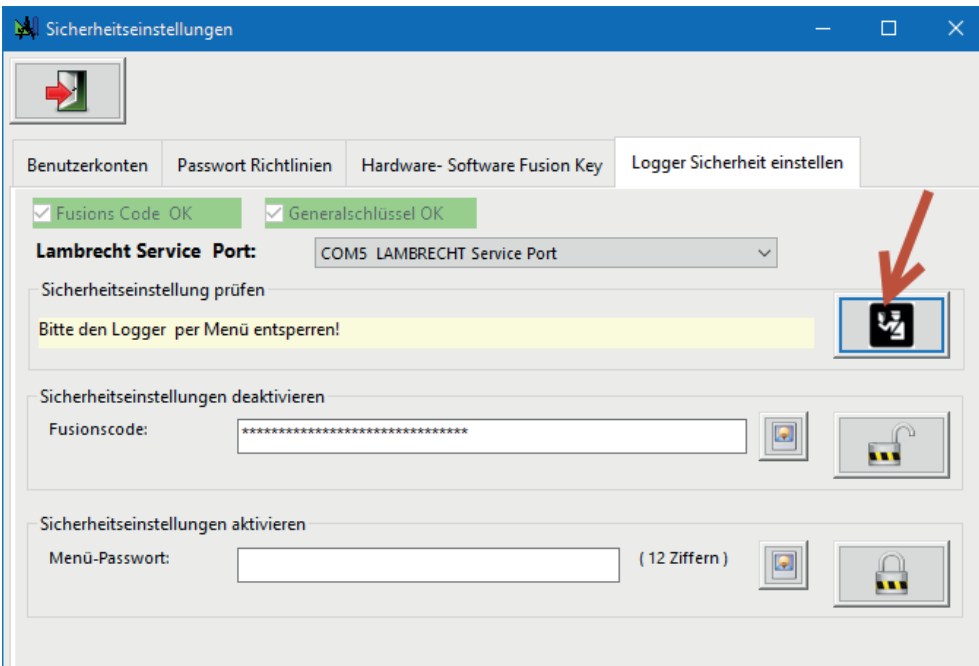 Sicherheitseinstellungen
Benutzerkonten Passwort Richtlinien Hardware- Software Fusion Key Logger Sicherheit einstellen
Fusions Code OK Generalschlüssel OK
Lambrecht Service Port: COM5 LAMBRECHT Service Port
Sicherheitseinstellung prüfen
Bitte den Logger per Menü entsperren!
Sicherheitseinstellungen deaktivieren
Fusionscode: *******************************
Sicherheitseinstellungen aktivieren
Menü-Passwort: ( 12 Ziffern )